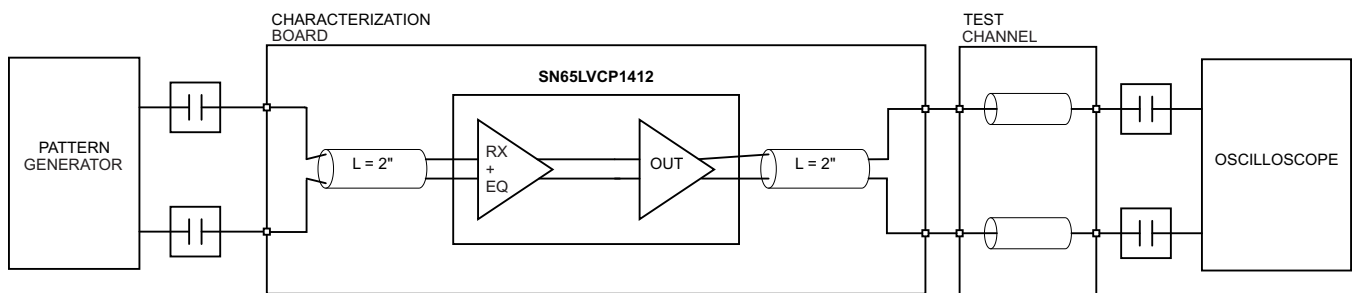 CHARACTERIZATION
BOARD
TEST
CHANNEL
SN65LVCP1412
PATTERN
GENERATOR
L = 2"
RX
+
EQ
OUT
L = 2"
OSCILLOSCOPE